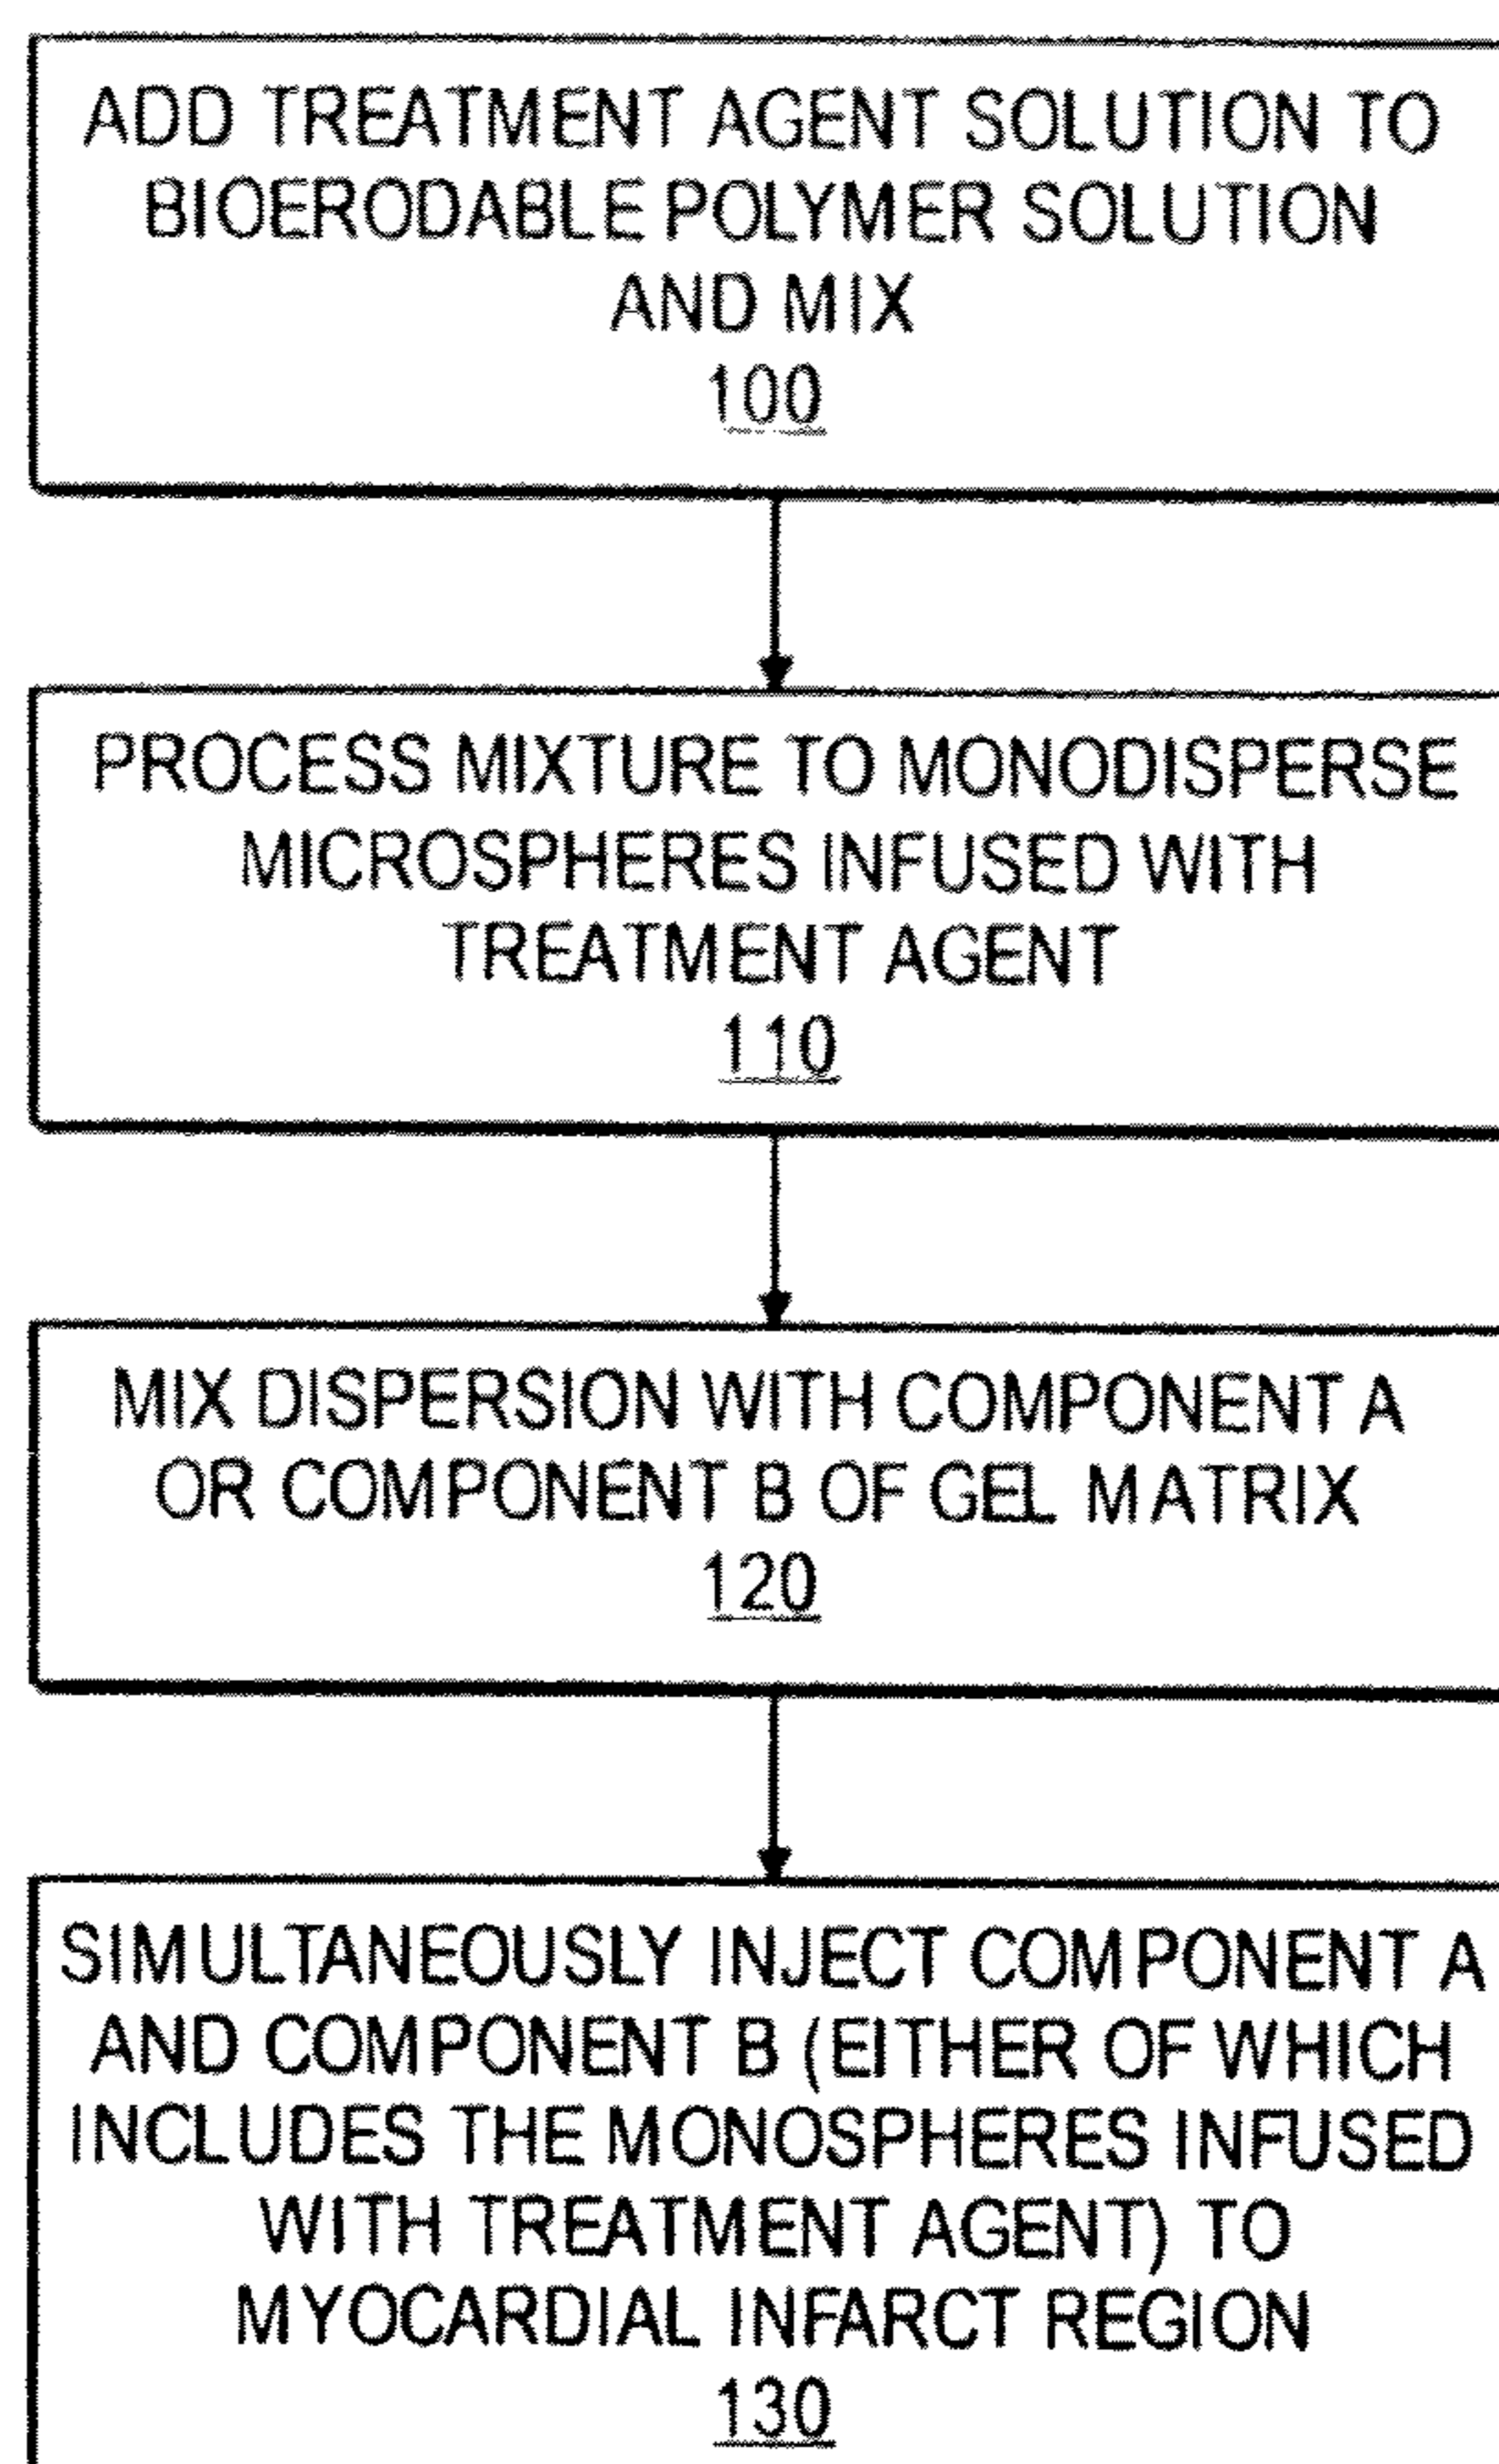 ADD TREATMENT AGENT SOLUTION TO
BIOERODABLE POLYMER SOLUTION
AND MIX
100
PROCESS MIXTURE TO MONODISPERSE
MICROSPHERES INFUSED WITH
TREATMENT AGENT
110
MIX DISPERSION WITH COMPONENT A
OR COMPONENT B OF GEL MATRIX
120
SIMULTANEOUSLY INJECT COMPONENT A
AND COMPONENT B (EITHER OF WHICH
INCLUDES THE MONOSPHERES INFUSED
WITH TREATMENT AGENT) TO
MYOCARDIAL INFARCT REGION
130